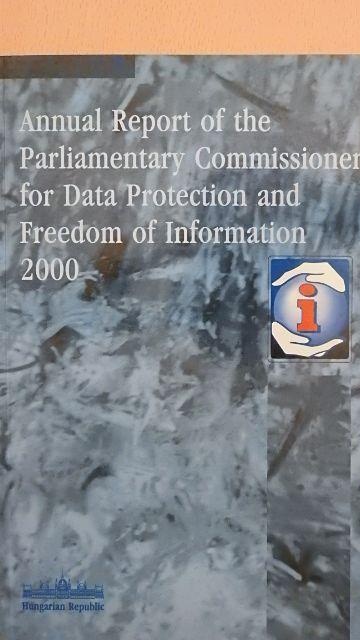 Annual Report of the
Parliamentary Commissioner
for Data Protection and
Freedom of Information
2000
i
Hungarian Republic